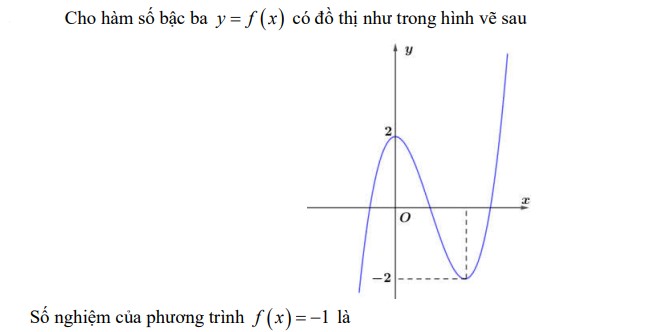 Cho hàm số bậc ba y = f(x) có đồ thị như trong hình vẽ sau
y
2
x
O
−2
Số nghiệm của phương trình f(x) = −1 là